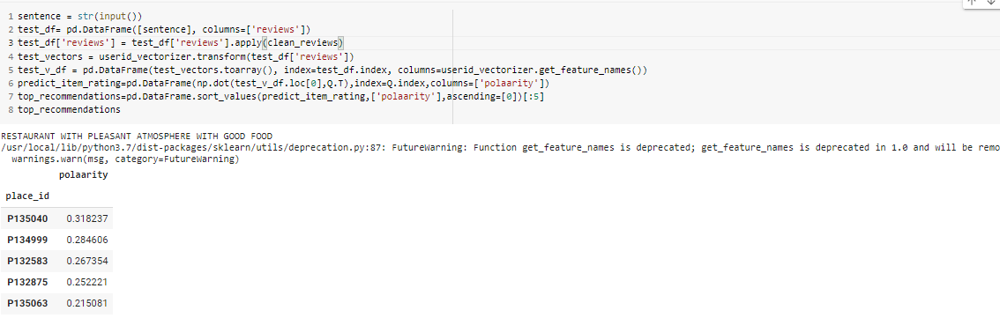 1 sentence = str(input())
2 test_df= pd.DataFrame([sentence], columns=['reviews'])
3 test_df['reviews'] = test_df['reviews'].apply(clean_reviews)
4 test_vectors = userid_vectorizer.transform(test_df['reviews'])
5 test_v_df = pd.DataFrame(test_vectors.toarray(), index=test_df.index, columns=userid_vectorizer.get_feature_names())
6 predict_item_rating=pd.DataFrame(np.dot(test_v_df.loc[0],Q.T),index=Q.index,columns=['polaarity'])
7 top_recommendations=pd.DataFrame.sort_values(predict_item_rating,['polaarity'],ascending=[0])[:5]
8 top_recommendations
RESTAURANT WITH PLEASANT ATMOSPHERE WITH GOOD FOOD
/usr/local/lib/python3.7/dist-packages/sklearn/utils/deprecation.py:87: FutureWarning: Function get_feature_names is deprecated; get_feature_names is deprecated in 1.0 and will be remo
warnings.warn(msg, category=FutureWarning)
polaarity
place_id
P135040 0.318237
P134999 0.284606
P132583 0.267354
P132875 0.252221
P135063 0.215081